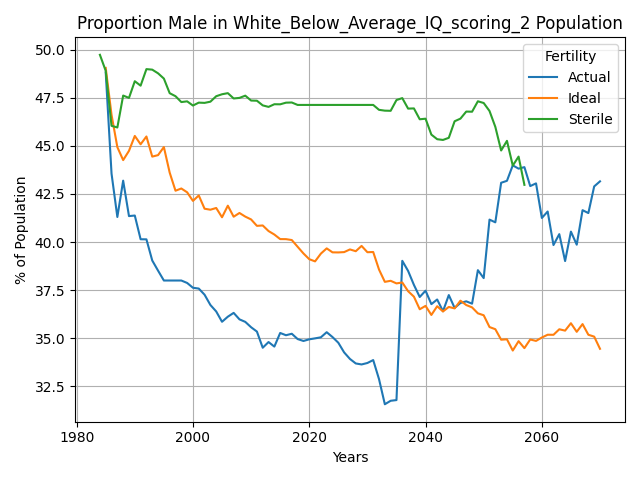 Proportion Male in White_Below_Average_IQ_scoring_2 Population
Fertility
Actual
Ideal
Sterile
% of Population
50.0
47.5
45.0
42.5
40.0
37.5
35.0
32.5
1980
2000
2020
2040
2060
Years